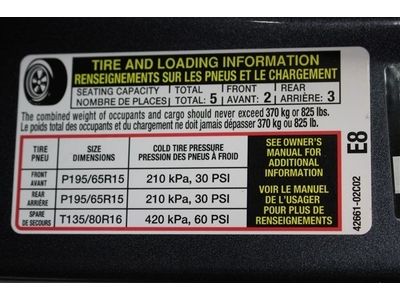 TIRE AND LOADING INFORMATION
RENSEIGNEMENTS SUR LES PNEUS ET LE CHARGEMENT
SEATING CAPACITY TOTAL FRONT REAR
NOMBRE DE PLACES TOTAL: 5 AVANT: 2 ARRIÈRE: 3
The combined weight of occupants and cargo should never exceed 370 kg or 825 lbs.
Le poids total des occupants et du chargement ne doit jamais dépasser 370 kg ou 825 lb.
TIRE SIZE COLD TIRE PRESSURE
PNEU DIMENSIONS PRESSION DES PNEUS À FROID
FRONT
AVANT P195/65R15 210 kPa, 30 PSI
REAR
ARRIÈRE P195/65R15 210 kPa, 30 PSI
SPARE
DE SECOURS T135/80R16 420 kPa, 60 PSI
SEE OWNER'S
MANUAL FOR
ADDITIONAL
INFORMATION
VOIR LE MANUEL
DE L'USAGER
POUR PLUS DE
RENSEIGNEMENTS
E8
42661-02C02